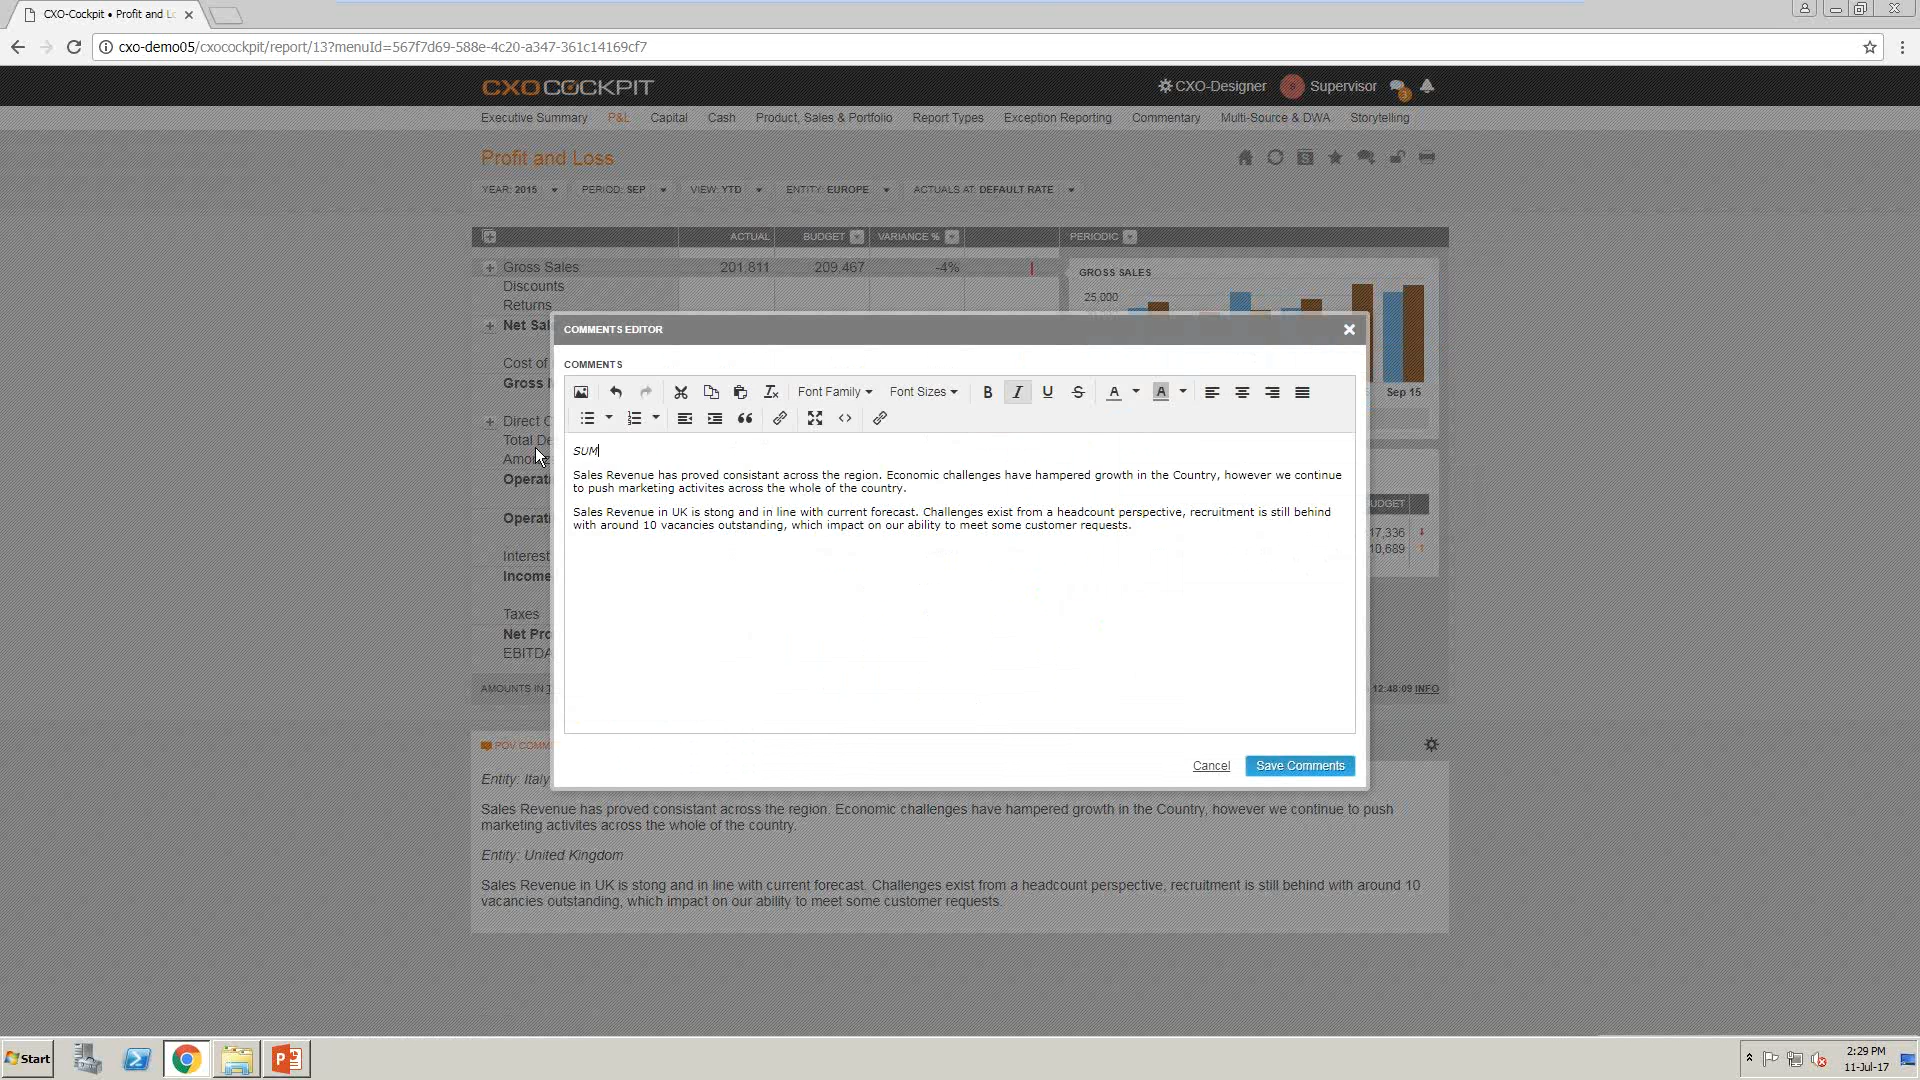 CXO-Cockpit • Profit and Lo
cxo-demo05/cxocockpit/report/13?menuId=567f7d69-588e-4c20-a347-361c14169cf7
CXO COCKPIT
CXO-Designer
S
Supervisor
3
Executive Summary P&L Capital Cash Product, Sales & Portfolio Report Types Exception Reporting Commentary Multi-Source & DWA Storytelling
Profit and Loss
S
YEAR: 2015 PERIOD: SEP VIEW: YTD ENTITY: EUROPE ACTUALS AT: DEFAULT RATE
ACTUAL BUDGET VARIANCE % PERIODIC
Gross Sales 201,811 209,467 -4%
GROSS SALES
Discounts
25,000
Returns
Net Sal
COMMENTS EDITOR
Cost of
COMMENTS
Gross
Font Family Font Sizes B I U S A A
Sep 15
Direct
Total De
SUM
Sales Revenue has proved consistant across the region. Economic challenges have hampered growth in the Country, however we continue
to push marketing activites across the whole of the country.
Sales Revenue in UK is stong and in line with current forecast. Challenges exist from a headcount perspective, recruitment is still behind
with around 10 vacancies outstanding, which impact on our ability to meet some customer requests.
Amo
Operati
UDGET
Operati
17,336
10,689
Interest
Income
Taxes
Net Pro
EBITDA
AMOUNTS IN T
12:48:09 INFO
POV COMM
Cancel Save Comments
Entity: Italy
Sales Revenue has proved consistant across the region. Economic challenges have hampered growth in the Country, however we continue to push
marketing activites across the whole of the country.
Entity: United Kingdom
Sales Revenue in UK is stong and in line with current forecast. Challenges exist from a headcount perspective, recruitment is still behind with around 10
vacancies outstanding, which impact on our ability to meet some customer requests.
Start
2:29 PM
11-Jul-17